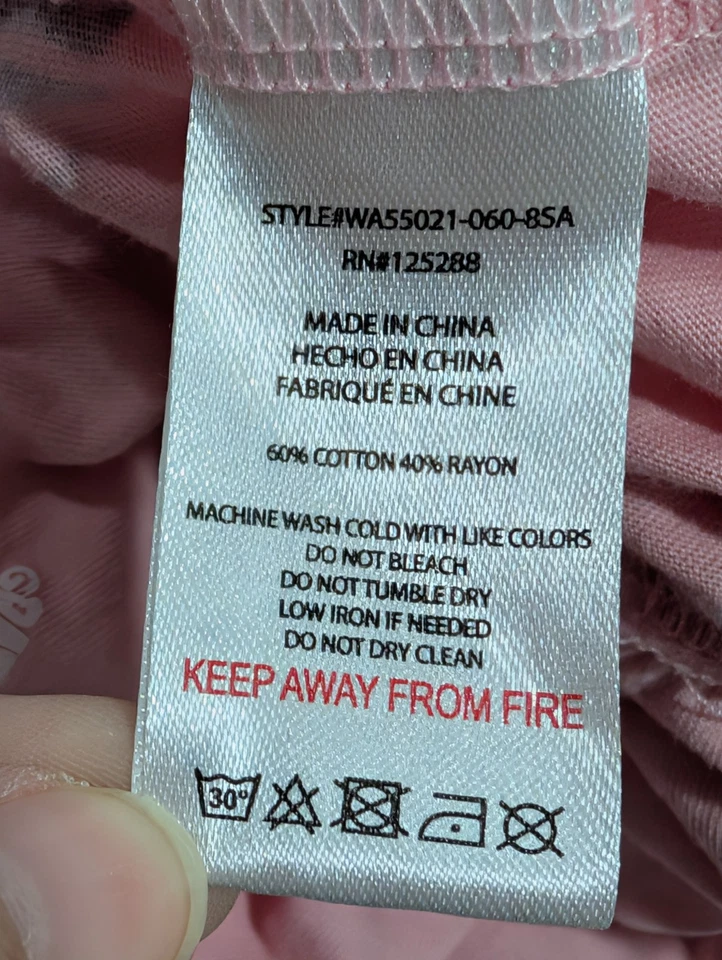 STYLE#WA55021-060-8SA
RN#125288
MADE IN CHINA
HECHO EN CHINA
FABRIQUÉ EN CHINE
60% COTTON 40% RAYON
MACHINE WASH COLD WITH LIKE COLORS
DO NOT BLEACH
DO NOT TUMBLE DRY
LOW IRON IF NEEDED
DO NOT DRY CLEAN
KEEP AWAY FROM FIRE
30°